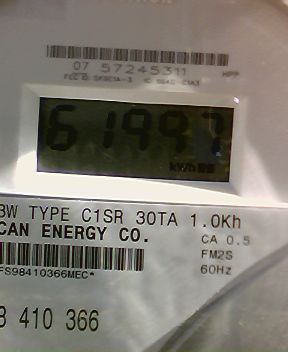 07 57245311
61997
kWh
3W TYPE C1SR 30TA 1.0Kh
CAN ENERGY CO.
CA 0.5
FM2S
60Hz
FS98410366MEC*
8 410 366